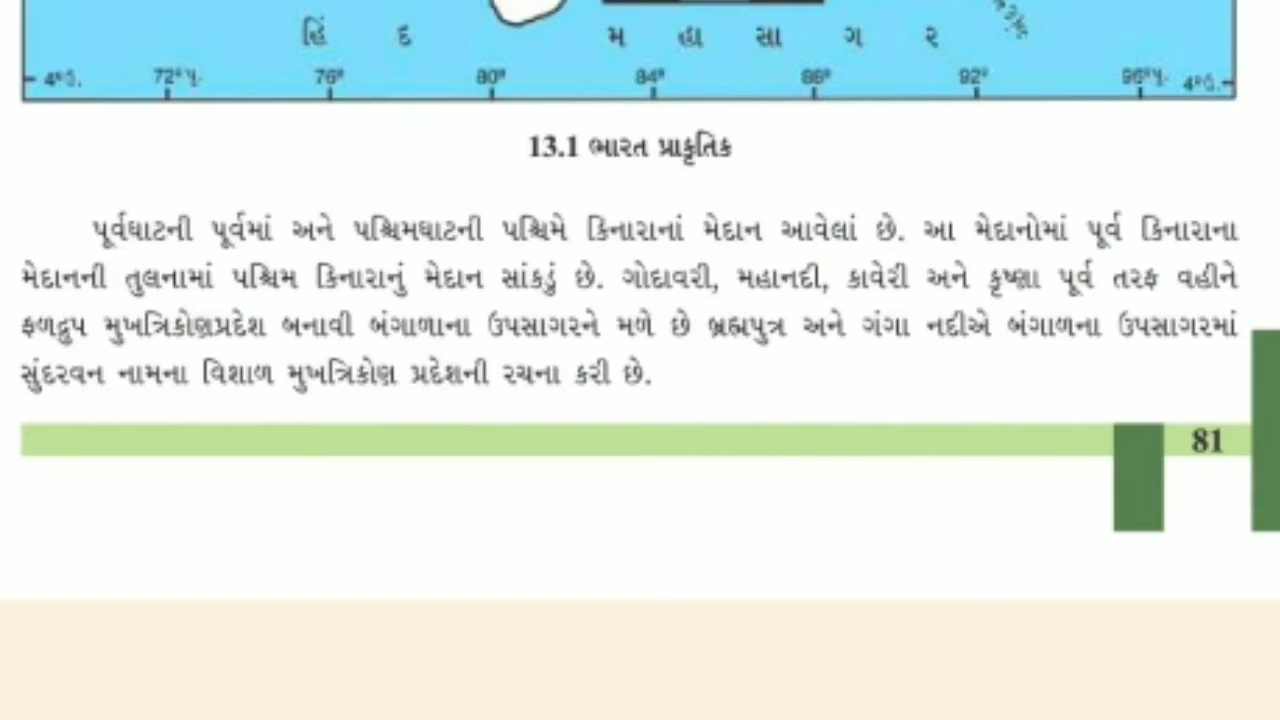 હિંદ મહાસાગર
4°ઉ. 72°પૂ. 76° 80° 84° 88° 92° 96°પૂ. 4°ઉ.
13.1 ભારત પ્રાકૃતિક
પૂર્વઘાટની પૂર્વમાં અને પશ્ચિમઘાટની પશ્ચિમે કિનારાનાં મેદાન આવેલાં છે. આ મેદાનોમાં પૂર્વ કિનારાના
મેદાનની તુલનામાં પશ્ચિમ કિનારાનું મેદાન સાંકડું છે. ગોદાવરી, મહાનદી, કાવેરી અને કૃષ્ણા પૂર્વ તરફ વહીને
ફળદ્રુપ મુખત્રિકોણપ્રદેશ બનાવી બંગાળાના ઉપસાગરને મળે છે બ્રહ્મપુત્ર અને ગંગા નદીએ બંગાળના ઉપસાગરમાં
સુંદરવન નામના વિશાળ મુખત્રિકોણ પ્રદેશની રચના કરી છે.
81